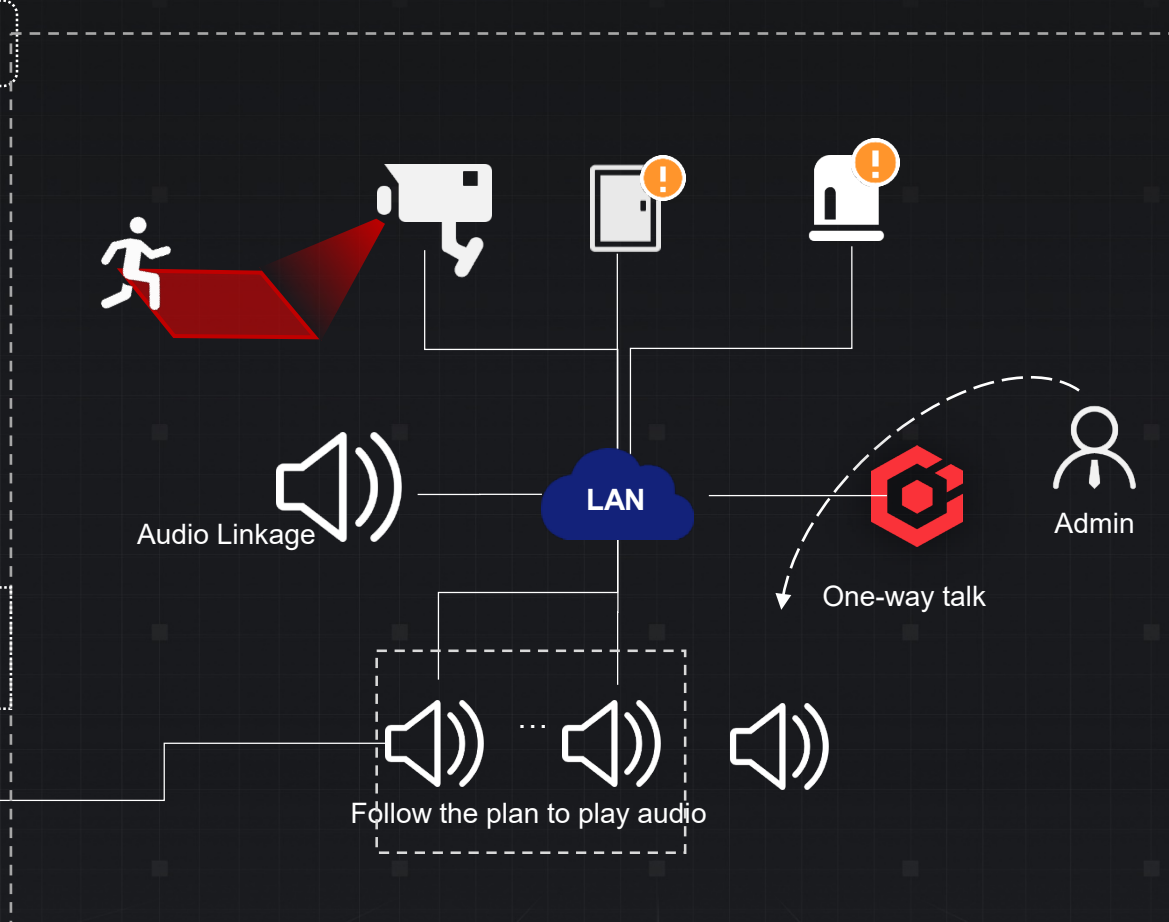 LAN
Audio Linkage
Admin
One-way talk
...
Follow the plan to play audio